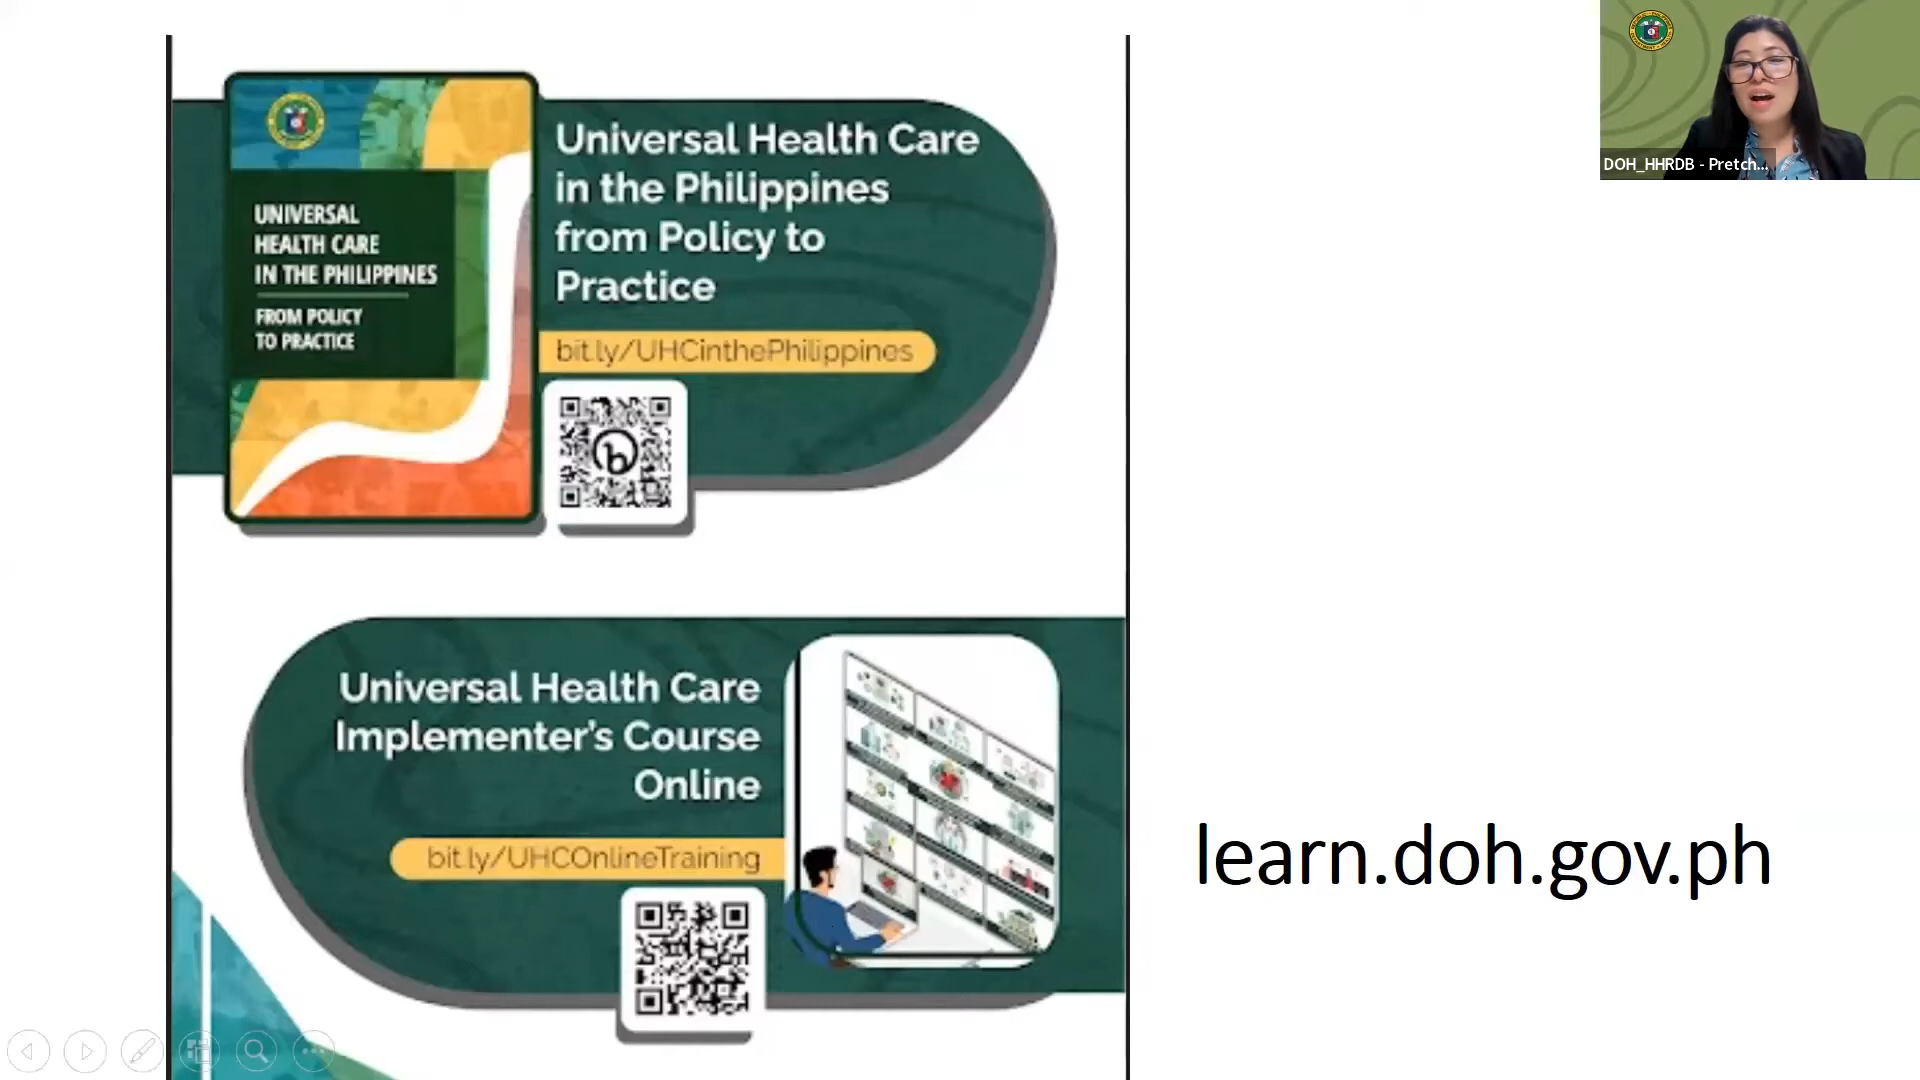 UNIVERSAL
HEALTH CARE
IN THE PHILIPPINES
FROM POLICY
TO PRACTICE
Universal Health Care
in the Philippines
from Policy to
Practice
bit.ly/UHCinthePhilippines
Universal Health Care
Implementer's Course
Online
bit.ly/UHCOnlineTraining
learn.doh.gov.ph
DOH_HHRDB - Pretch...